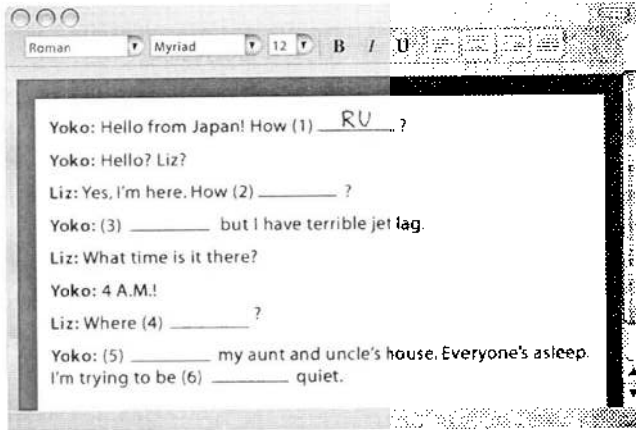 Roman Myriad 12 B I U
Yoko: Hello from Japan! How (1) RU ?
Yoko: Hello? Liz?
Liz: Yes, I'm here. How (2) ________ ?
Yoko: (3) ________ but I have terrible jet lag.
Liz: What time is it there?
Yoko: 4 A.M.!
Liz: Where (4) ________ ?
Yoko: (5) ________ my aunt and uncle's house. Everyone's asleep.
I'm trying to be (6) ________ quiet.